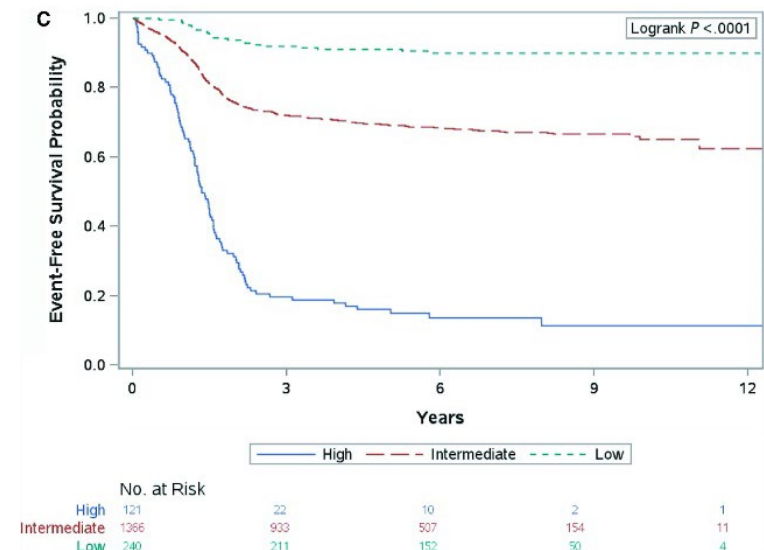 C
Logrank P <.0001
Event-Free Survival Probability
1.0
0.8
0.6
0.4
0.2
0.0
0 3 6 9 12
Years
High Intermediate Low
No. at Risk
High 121 22 10 2 1
Intermediate 1366 933 507 154 11
Low 240 211 152 50 4